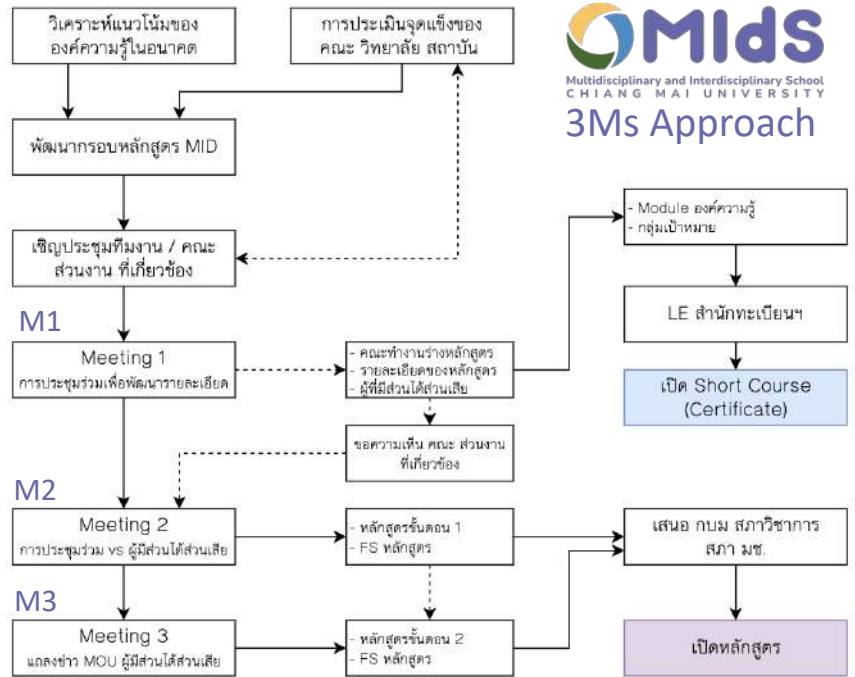 วิเคราะห์แนวโน้มของ
องค์ความรู้ในอนาคต
การประเมินจุดแข็งของ
คณะ วิทยาลัย สถาบัน
MIdS
Multidisciplinary and Interdisciplinary School
CHIANG MAI UNIVERSITY
3Ms Approach
พัฒนากรอบหลักสูตร MID
เชิญประชุมทีมงาน / คณะ
ส่วนงาน ที่เกี่ยวข้อง
- Module องค์ความรู้
- กลุ่มเป้าหมาย
LE สำนักทะเบียนฯ
เปิด Short Course
(Certificate)
M1
Meeting 1
การประชุมร่วมเพื่อพัฒนารายละเอียด
- คณะทำงานร่างหลักสูตร
- รายละเอียดของหลักสูตร
- ผู้ที่มีส่วนได้ส่วนเสีย
ขอความเห็น คณะ ส่วนงาน
ที่เกี่ยวข้อง
M2
Meeting 2
การประชุมร่วม vs ผู้มีส่วนได้ส่วนเสีย
- หลักสูตรขั้นตอน 1
- FS หลักสูตร
เสนอ กบม สภาวิชาการ
สภา มช.
M3
Meeting 3
แถลงข่าว MOU ผู้มีส่วนได้ส่วนเสีย
- หลักสูตรขั้นตอน 2
- FS หลักสูตร
เปิดหลักสูตร